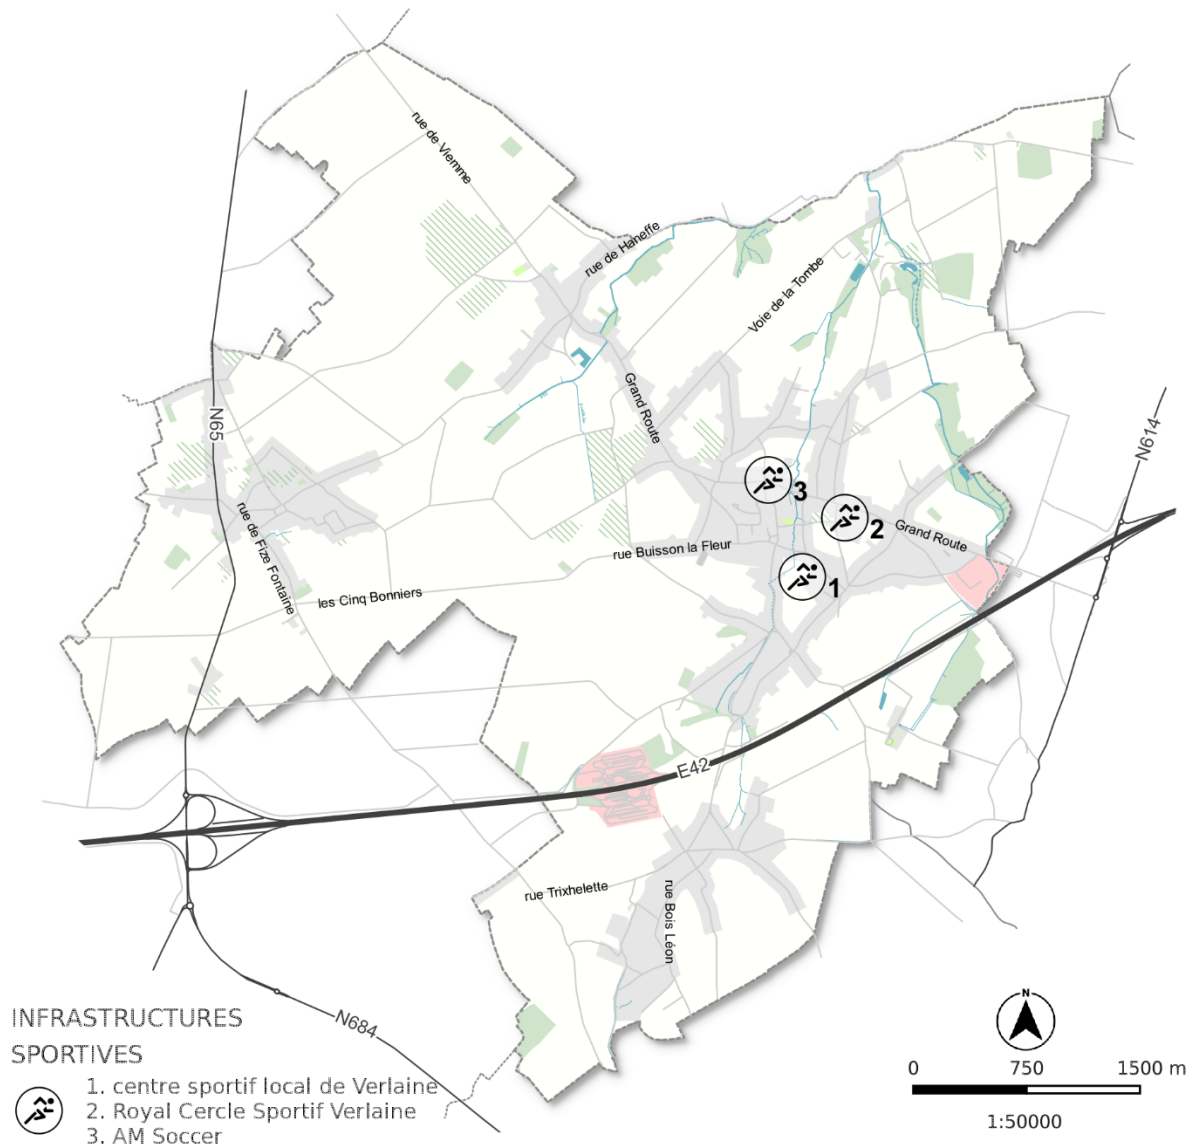 rue de Viemme
rue de Haneffe
Voie de la Tombe
N65
Grand Route
N614
3
2
Grand Route
rue de Fize Fontaine
rue Buisson la Fleur
1
les Cinq Bonniers
E42
rue Trixhelette
rue Bois Léon
N684
INFRASTRUCTURES
SPORTIVES
1. centre sportif local de Verlaine
2. Royal Cercle Sportif Verlaine
3. AM Soccer
N
0 750 1500 m
1:50000